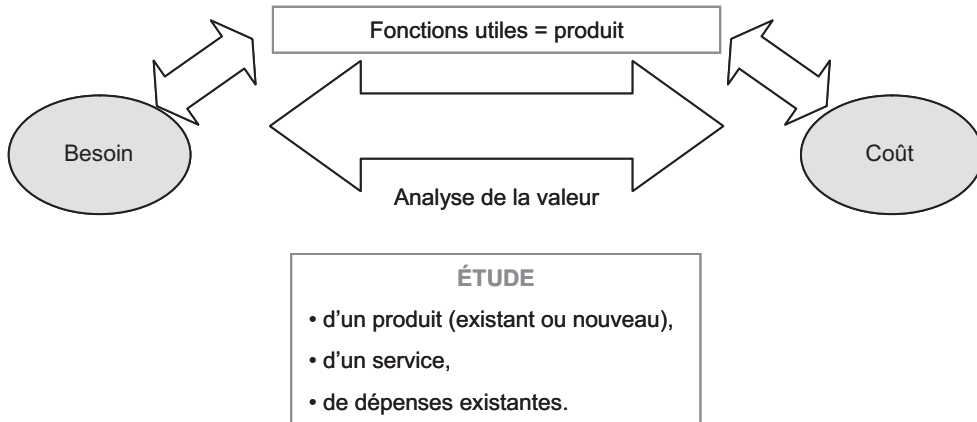 Fonctions utiles = produit
Besoin
Coût
Analyse de la valeur
ÉTUDE
• d'un produit (existant ou nouveau),
• d'un service,
• de dépenses existantes.